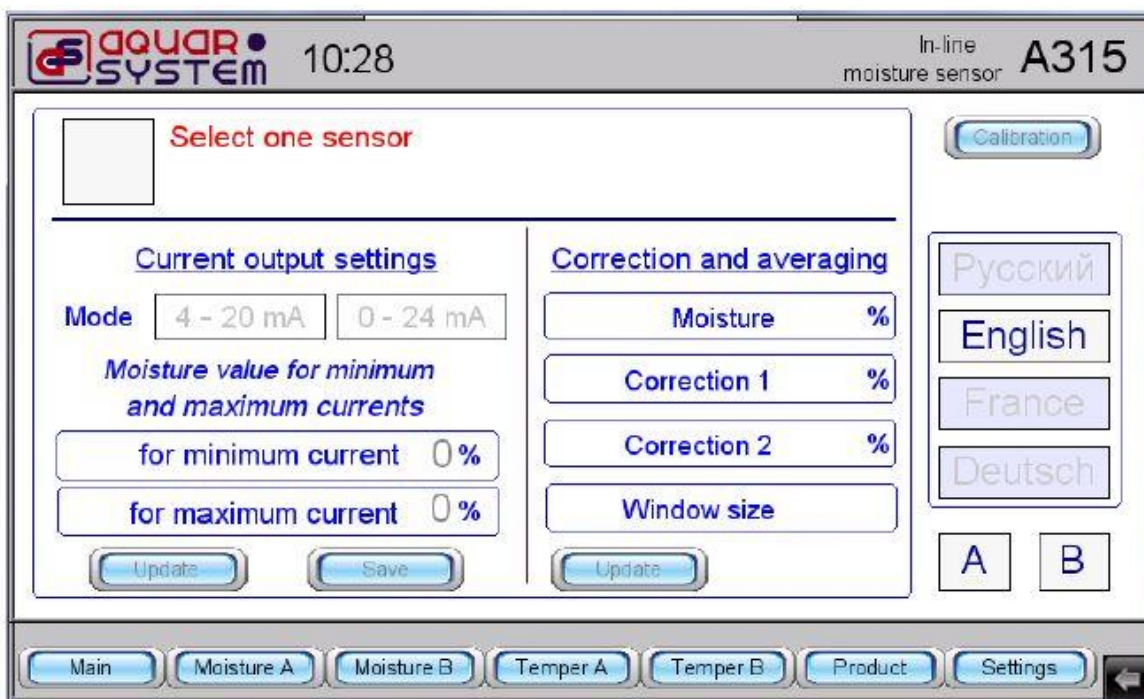 aquar
system
10:28
In-line
moisture sensor
A315
Select one sensor
Calibration
Current output settings
Mode 4 - 20 mA 0 - 24 mA
Moisture value for minimum
and maximum currents
for minimum current 0 %
for maximum current 0 %
Update Save
Correction and averaging
Moisture %
Correction 1 %
Correction 2 %
Window size
Update
Русский
English
France
Deutsch
A B
Main Moisture A Moisture B Temper A Temper B Product Settings